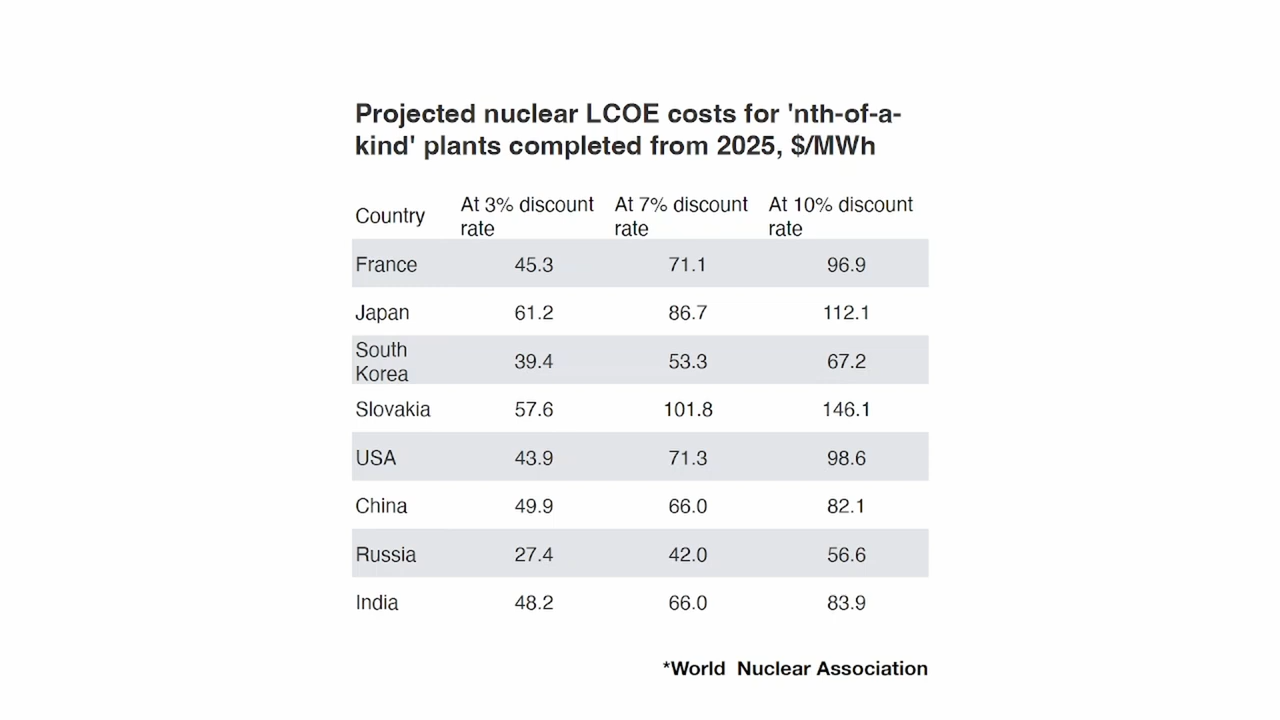 Projected nuclear LCOE costs for 'nth-of-a-
kind' plants completed from 2025, $/MWh
Country At 3% discount rate At 7% discount rate At 10% discount rate
France 45.3 71.1 96.9
Japan 61.2 86.7 112.1
South Korea 39.4 53.3 67.2
Slovakia 57.6 101.8 146.1
USA 43.9 71.3 98.6
China 49.9 66.0 82.1
Russia 27.4 42.0 56.6
India 48.2 66.0 83.9
*World Nuclear Association